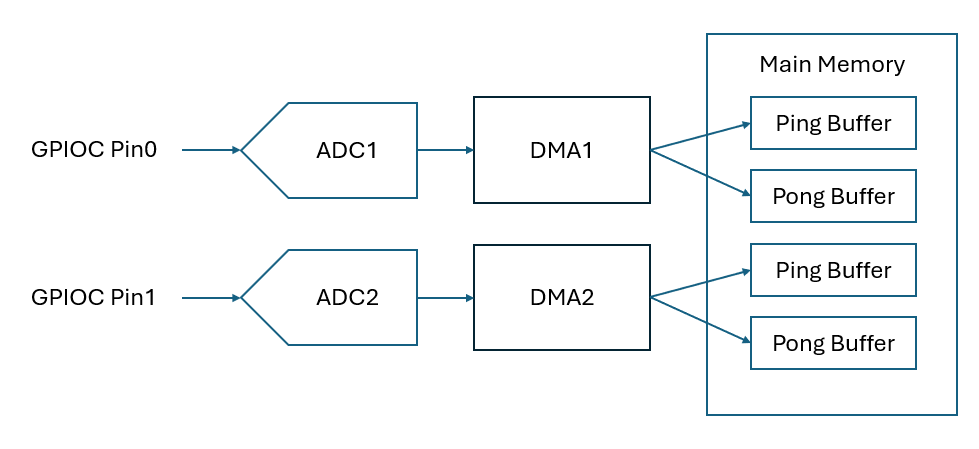 Main Memory
GPIOC Pin0
ADC1
DMA1
Ping Buffer
Pong Buffer
GPIOC Pin1
ADC2
DMA2
Ping Buffer
Pong Buffer